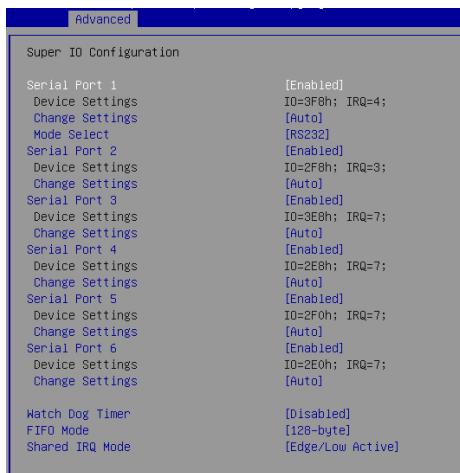 Advanced
Super IO Configuration
Serial Port 1 [Enabled]
Device Settings IO=3F8h; IRQ=4;
Change Settings [Auto]
Mode Select [RS232]
Serial Port 2 [Enabled]
Device Settings IO=2F8h; IRQ=3;
Change Settings [Auto]
Serial Port 3 [Enabled]
Device Settings IO=3E8h; IRQ=7;
Change Settings [Auto]
Serial Port 4 [Enabled]
Device Settings IO=2E8h; IRQ=7;
Change Settings [Auto]
Serial Port 5 [Enabled]
Device Settings IO=2F0h; IRQ=7;
Change Settings [Auto]
Serial Port 6 [Enabled]
Device Settings IO=2E0h; IRQ=7;
Change Settings [Auto]
Watch Dog Timer [Disabled]
FIFO Mode [128-byte]
Shared IRQ Mode [Edge/Low Active]